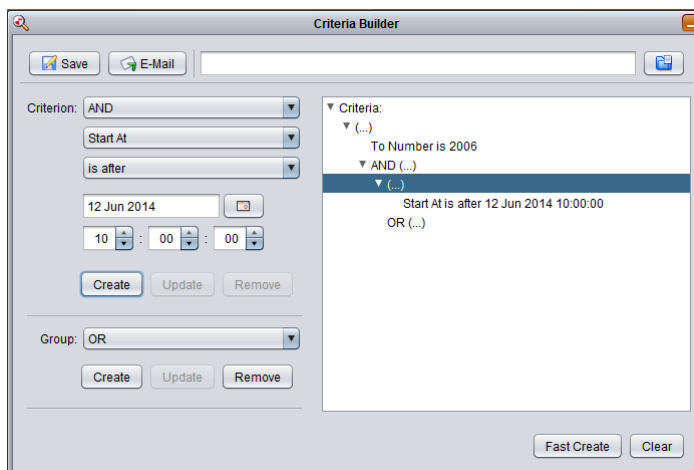 Criteria Builder
Save
E-Mail
Criterion:
AND
Start At
is after
12 Jun 2014
10 : 00 : 00
Create
Update
Remove
Group:
OR
Create
Update
Remove
Criteria:
(...)
To Number is 2006
AND (...)
(...)
Start At is after 12 Jun 2014 10:00:00
OR (...)
Fast Create
Clear